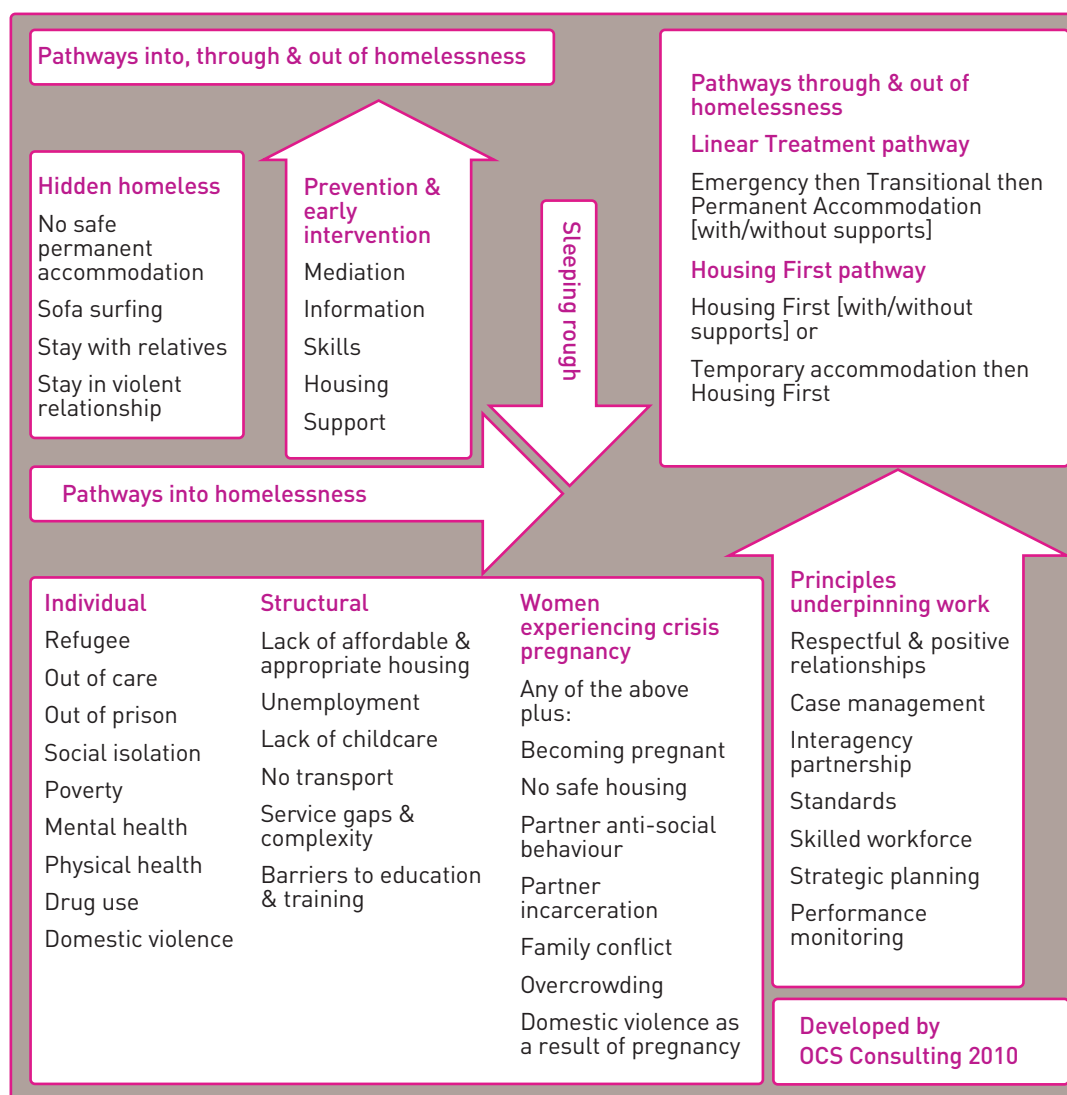 Pathways into, through & out of homelessness
Hidden homeless
No safe
permanent
accommodation
Sofa surfing
Stay with relatives
Stay in violent
relationship
Prevention &
early
intervention
Mediation
Information
Skills
Housing
Support
Sleeping rough
Pathways through & out of
homelessness
Linear Treatment pathway
Emergency then Transitional then
Permanent Accommodation
[with/without supports]
Housing First pathway
Housing First [with/without
supports] or
Temporary accommodation then
Housing First
Pathways into homelessness
Individual
Refugee
Out of care
Out of prison
Social isolation
Poverty
Mental health
Physical health
Drug use
Domestic violence
Structural
Lack of affordable &
appropriate housing
Unemployment
Lack of childcare
No transport
Service gaps &
complexity
Barriers to education
& training
Women
experiencing crisis
pregnancy
Any of the above
plus:
Becoming pregnant
No safe housing
Partner anti-social
behaviour
Partner
incarceration
Family conflict
Overcrowding
Domestic violence as
a result of pregnancy
Principles
underpinning work
Respectful & positive
relationships
Case management
Interagency
partnership
Standards
Skilled workforce
Strategic planning
Performance
monitoring
Developed by
OCS Consulting 2010